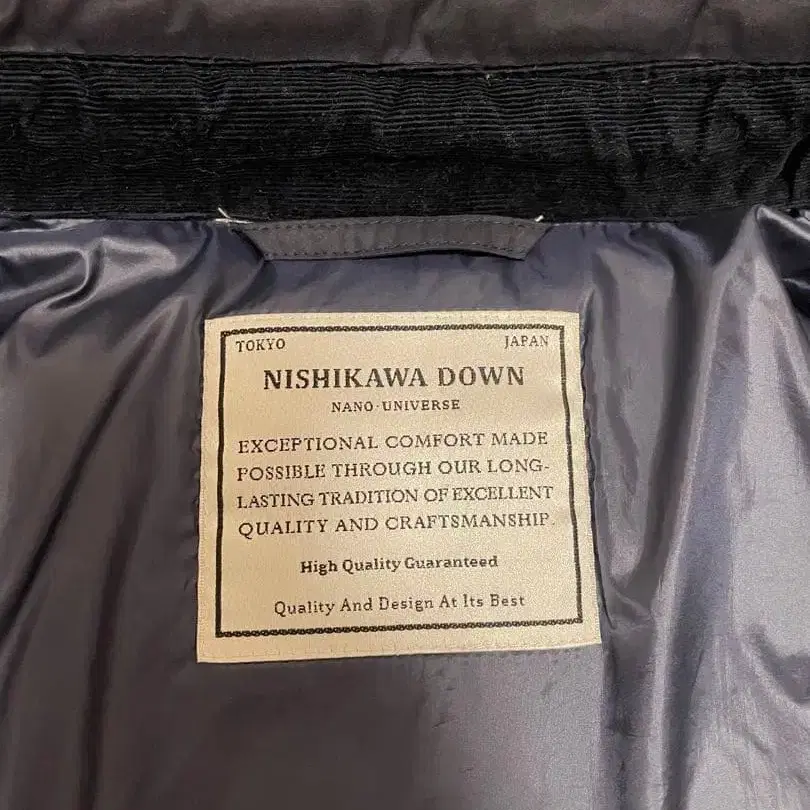 TOKYO JAPAN
NISHIKAWA DOWN
NANO·UNIVERSE
EXCEPTIONAL COMFORT MADE
POSSIBLE THROUGH OUR LONG-
LASTING TRADITION OF EXCELLENT
QUALITY AND CRAFTSMANSHIP.
High Quality Guaranteed
Quality And Design At Its Best